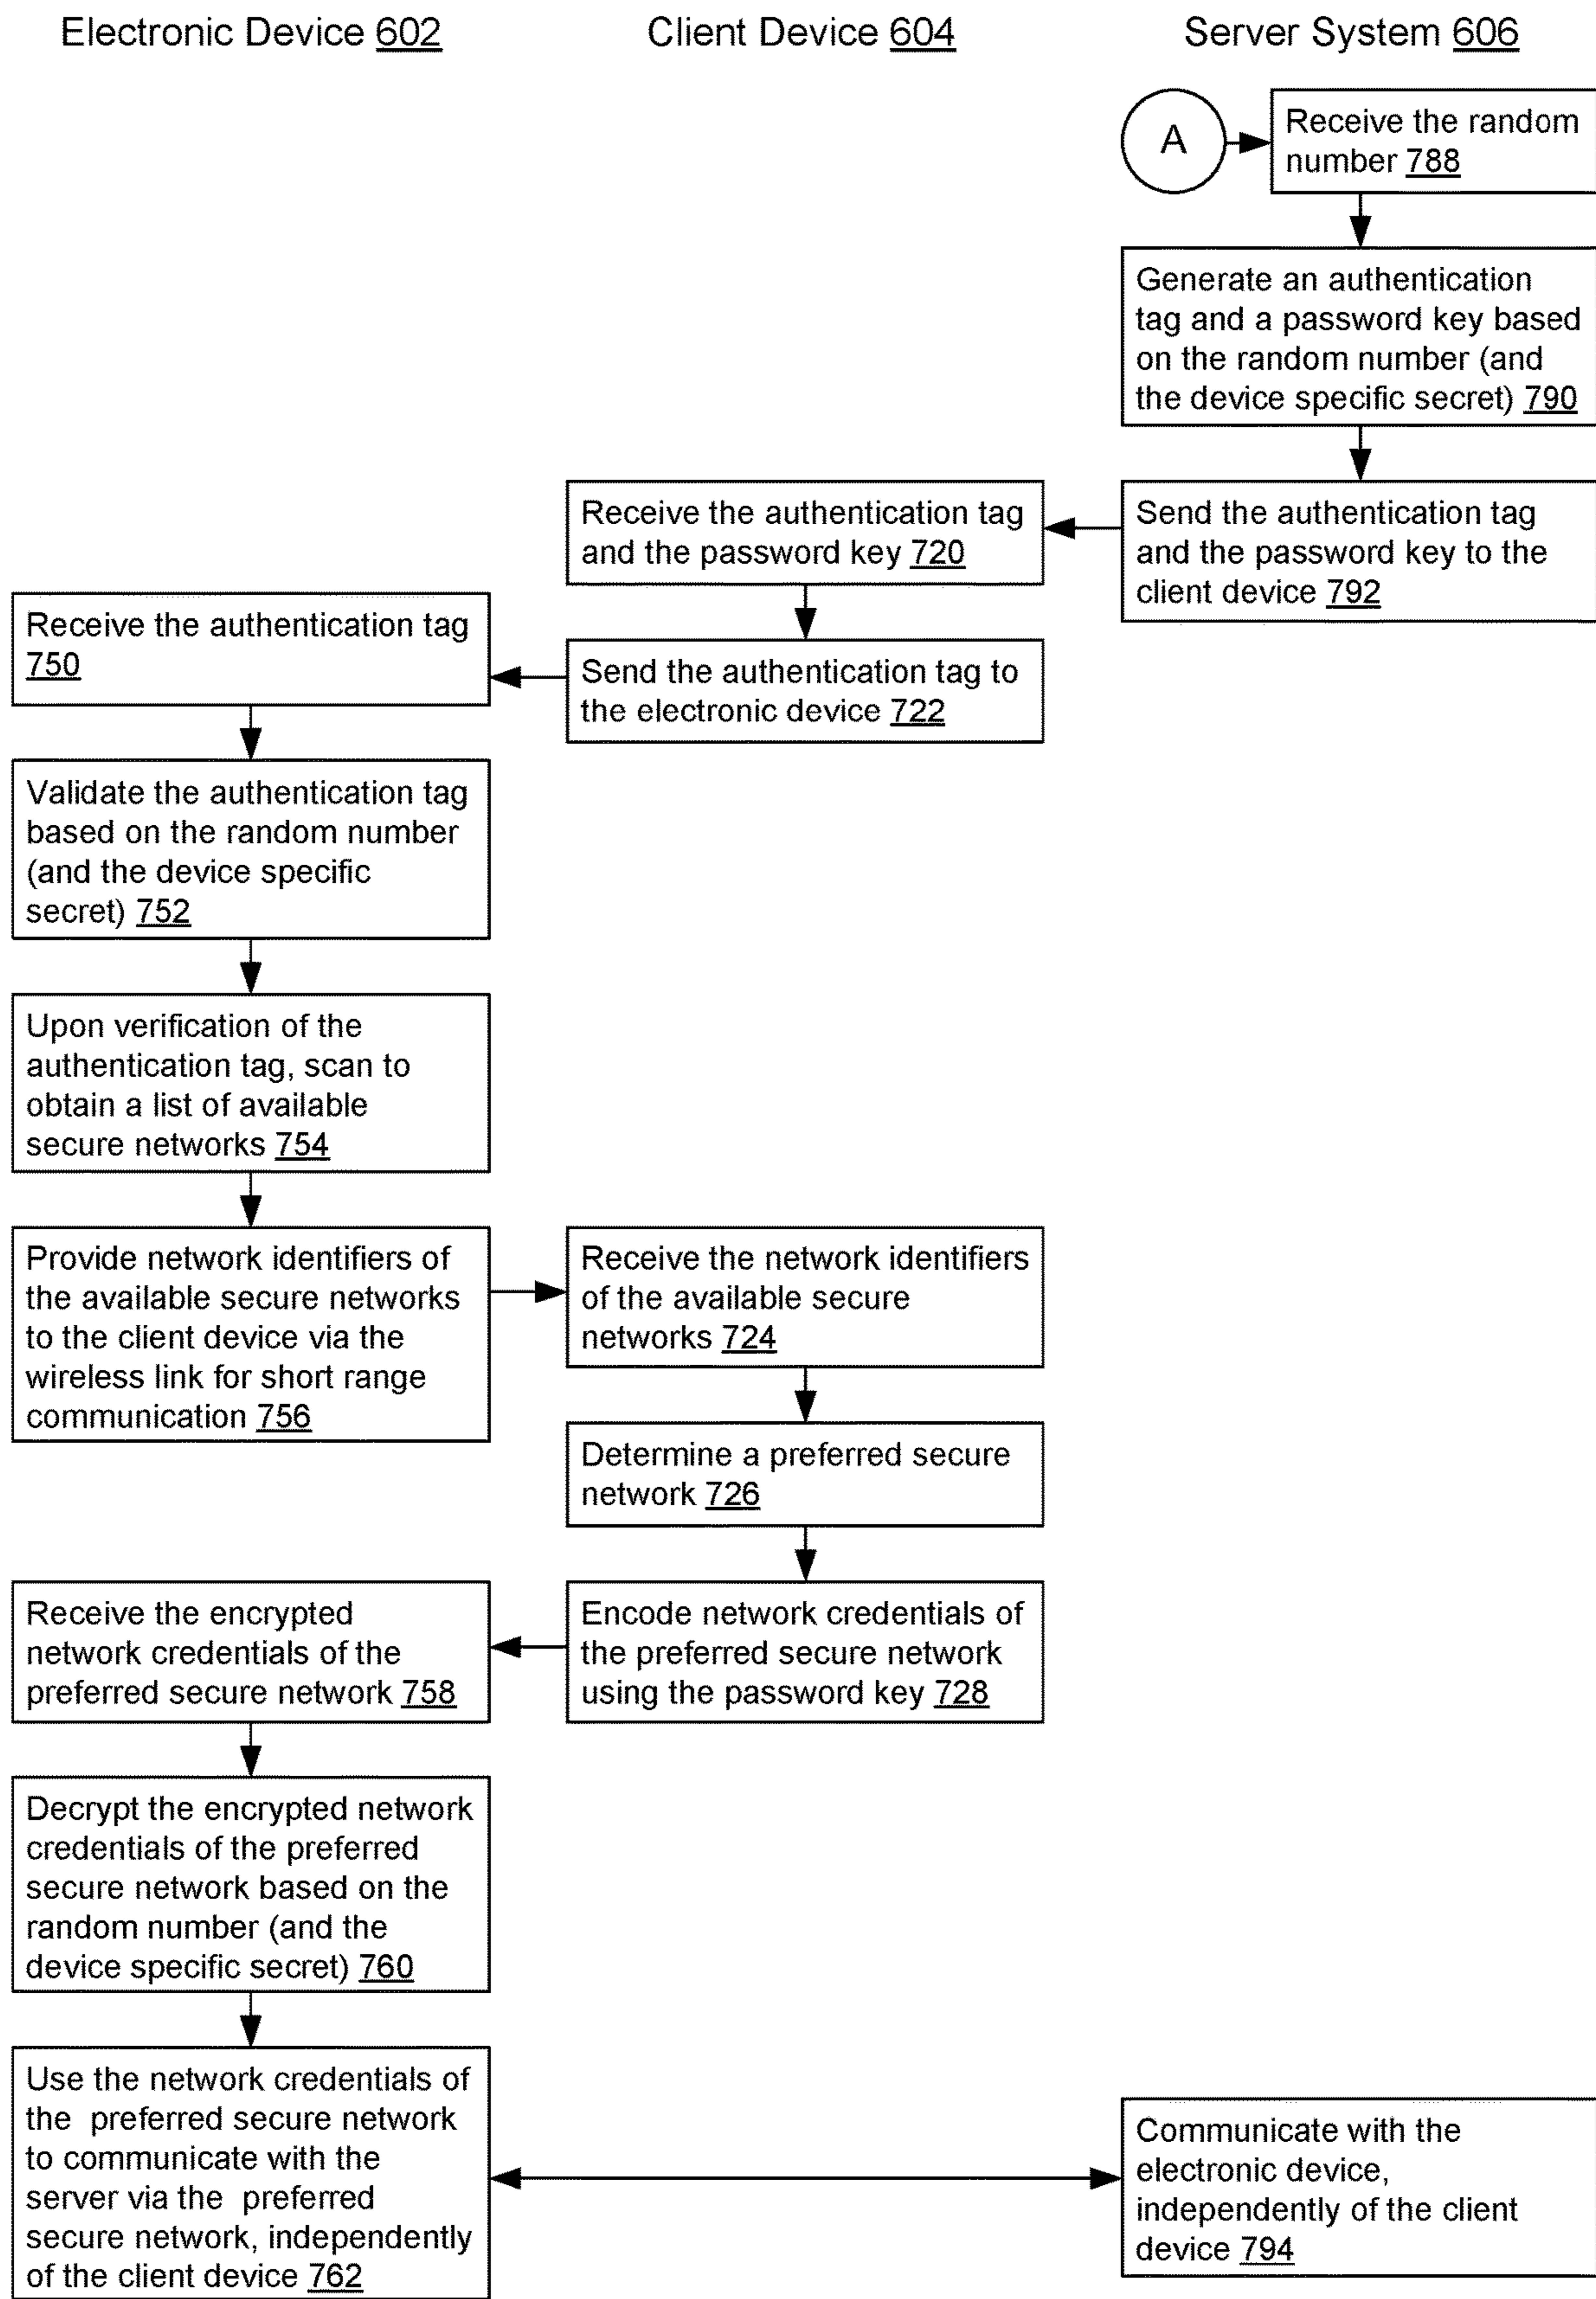 Electronic Device 602
Client Device 604
Server System 606
A
Receive the random
number 788
Generate an authentication
tag and a password key based
on the random number (and
the device specific secret) 790
Send the authentication tag
and the password key to the
client device 792
Receive the authentication tag
and the password key 720
Send the authentication tag to
the electronic device 722
Receive the authentication tag
750
Validate the authentication tag
based on the random number
(and the device specific
secret) 752
Upon verification of the
authentication tag, scan to
obtain a list of available
secure networks 754
Provide network identifiers of
the available secure networks
to the client device via the
wireless link for short range
communication 756
Receive the network identifiers
of the available secure
networks 724
Determine a preferred secure
network 726
Encode network credentials of
the preferred secure network
using the password key 728
Receive the encrypted
network credentials of the
preferred secure network 758
Decrypt the encrypted network
credentials of the preferred
secure network based on the
random number (and the
device specific secret) 760
Use the network credentials of
the preferred secure network
to communicate with the
server via the preferred
secure network, independently
of the client device 762
Communicate with the
electronic device,
independently of the client
device 794